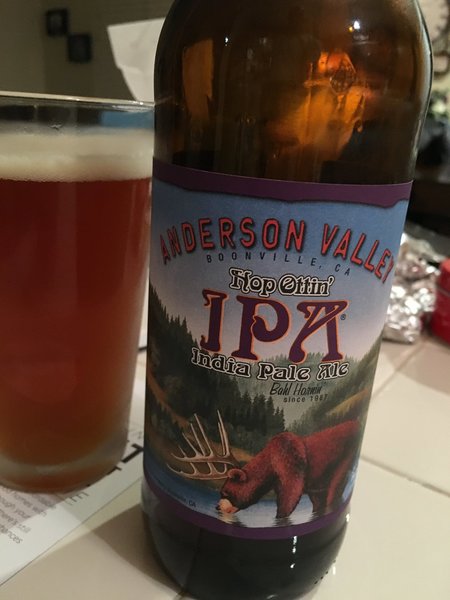 ANDERSON VALLEY
BOONVILLE, CA
Hop Ottin'
IPA®
India Pale Ale
Bahl Hornin'
since 1987